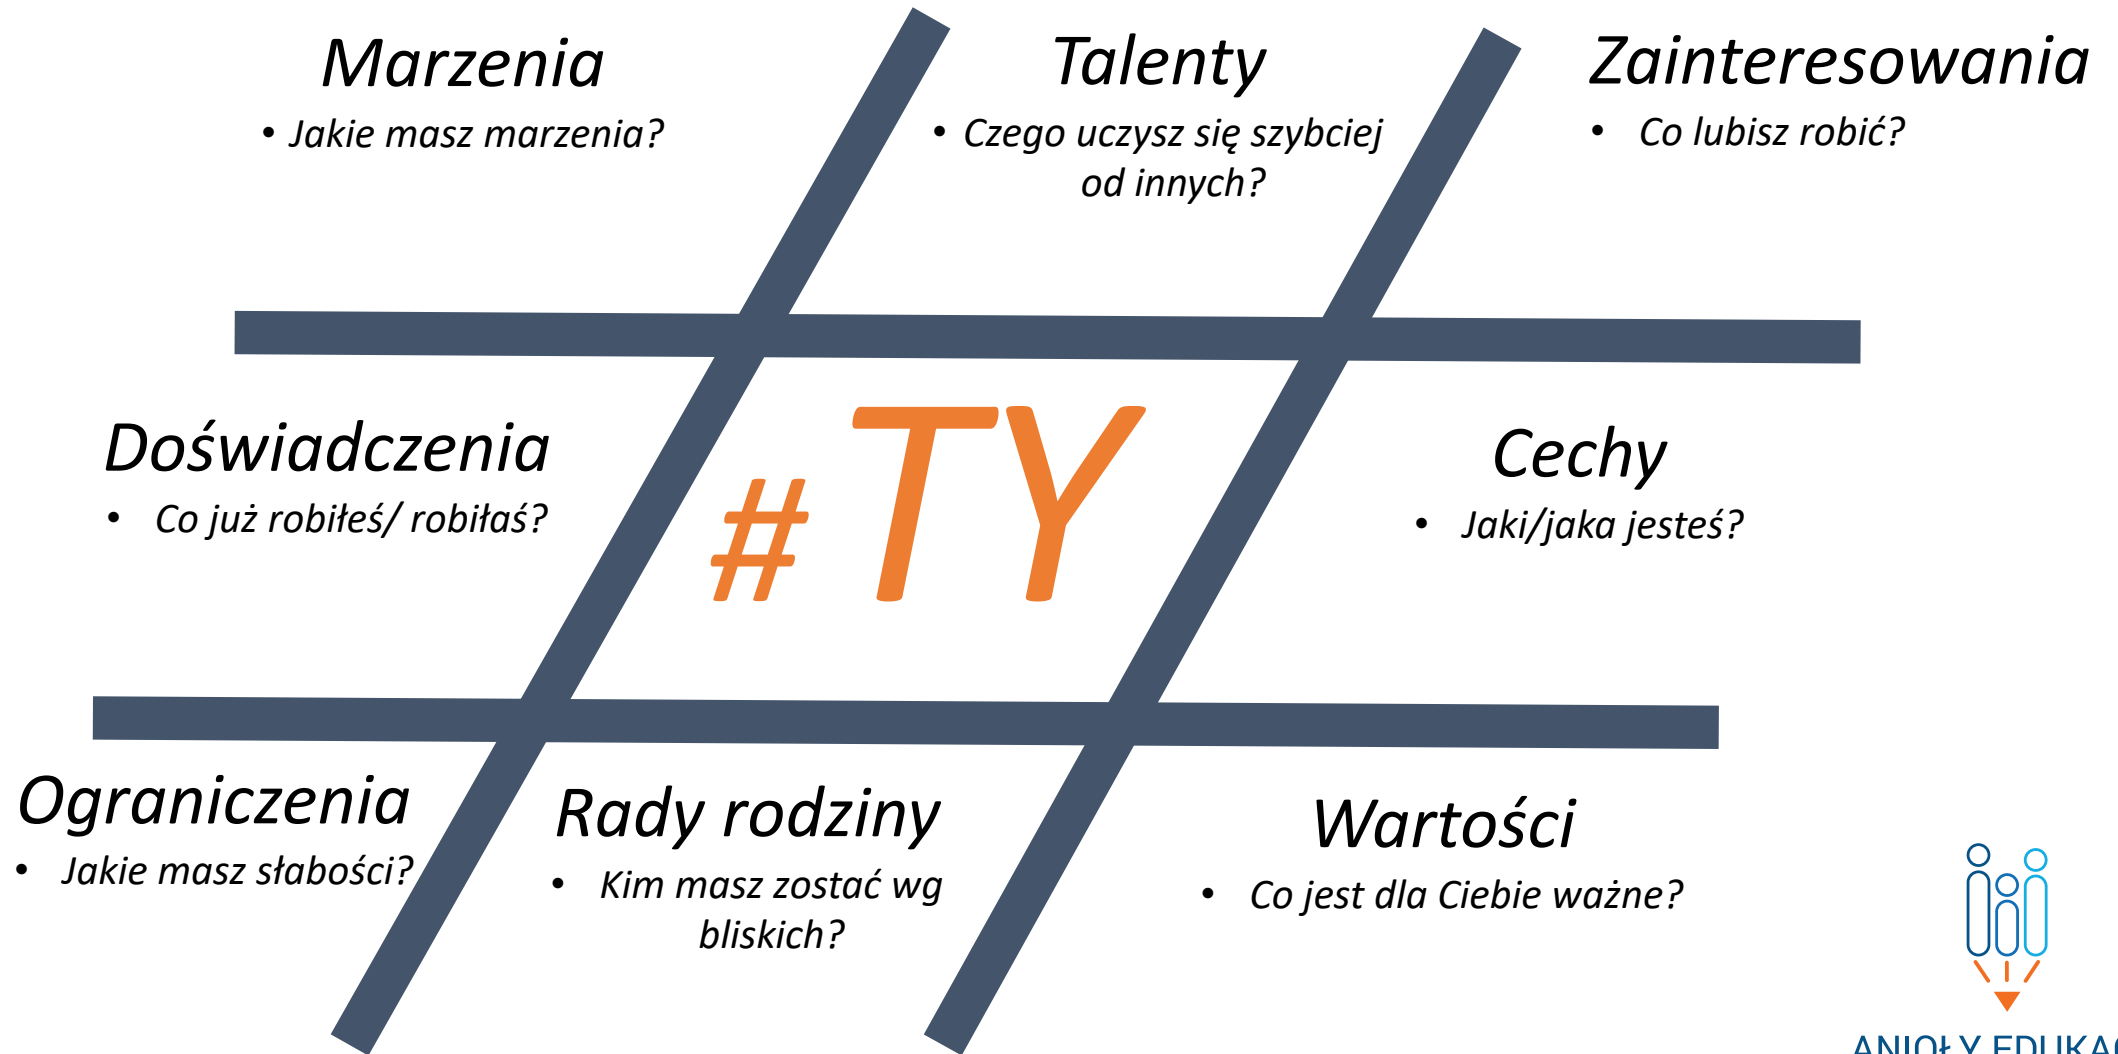 Marzenia
• Jakie masz marzenia?
Talenty
• Czego uczysz się szybciej
od innych?
Zainteresowania
• Co lubisz robić?
Doświadczenia
• Co już robiłeś/ robiłaś?
# TY
Cechy
• Jaki/jaka jesteś?
Ograniczenia
• Jakie masz słabości?
Rady rodziny
• Kim masz zostać wg
bliskich?
Wartości
• Co jest dla Ciebie ważne?
ANIOŁY